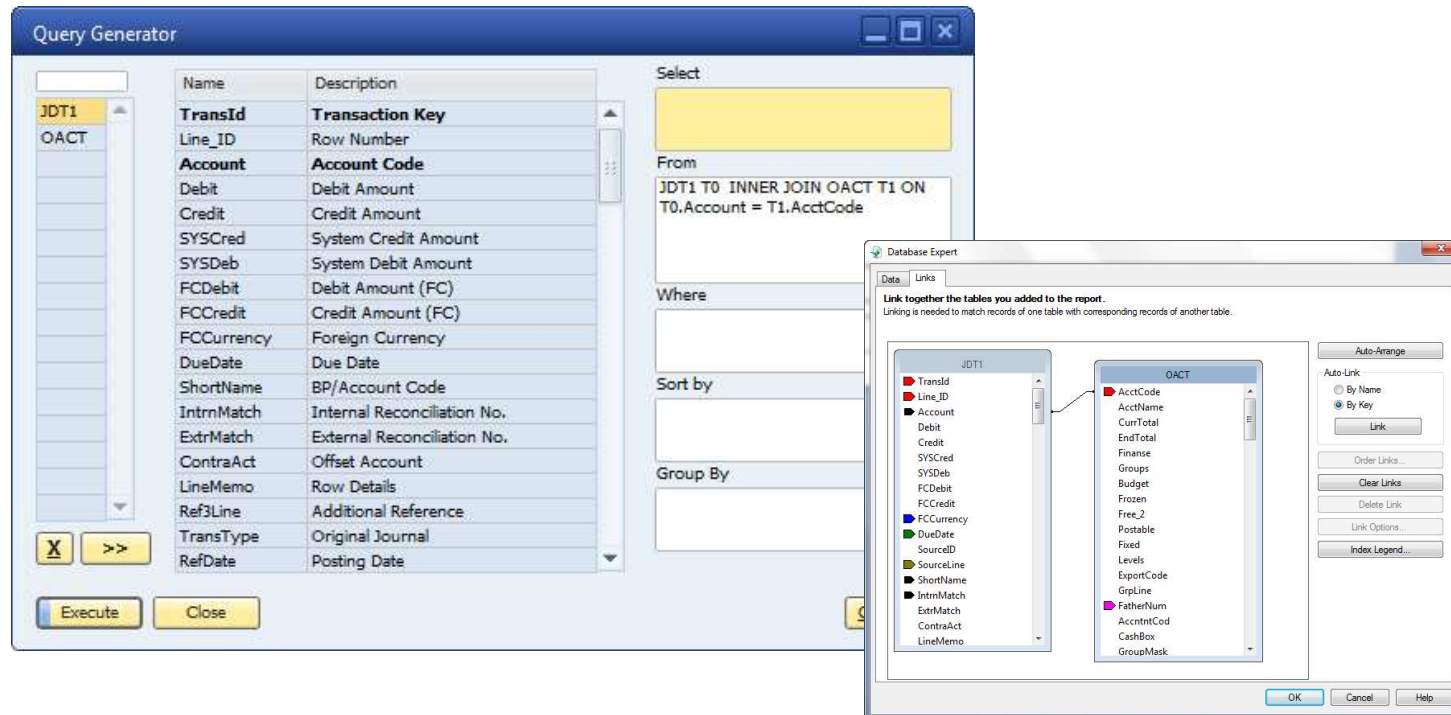 Query Generator
JDT1
OACT
Name Description
TransId Transaction Key
Line_ID Row Number
Account Account Code
Debit Debit Amount
Credit Credit Amount
SYSCred System Credit Amount
SYSDeb System Debit Amount
FCDebit Debit Amount (FC)
FCCredit Credit Amount (FC)
FCCurrency Foreign Currency
DueDate Due Date
ShortName BP/Account Code
IntrnMatch Internal Reconciliation No.
ExtrMatch External Reconciliation No.
ContraAct Offset Account
LineMemo Row Details
Ref3Line Additional Reference
TransType Original Journal
RefDate Posting Date
X >>
Execute Close
Select
From
JDT1 T0 INNER JOIN OACT T1 ON
T0.Account = T1.AcctCode
Where
Sort by
Group By
Database Expert
Data Links
Link together the tables you added to the report.
Linking is needed to match records of one table with corresponding records of another table.
JDT1
TransId
Line_ID
Account
Debit
Credit
SYSCred
SYSDeb
FCDebit
FCCredit
FCCurrency
DueDate
SourceID
SourceLine
ShortName
IntrnMatch
ExtrMatch
ContraAct
LineMemo
OACT
AcctCode
AcctName
CurrTotal
EndTotal
Finanse
Groups
Budget
Frozen
Free_2
Postable
Fixed
Levels
ExportCode
GrpLine
FatherNum
AccntntCod
CashBox
GroupMask
Auto-Arrange
Auto-Link
By Name
By Key
Link
Order Links...
Clear Links
Delete Link
Link Options...
Index Legend...
OK Cancel Help